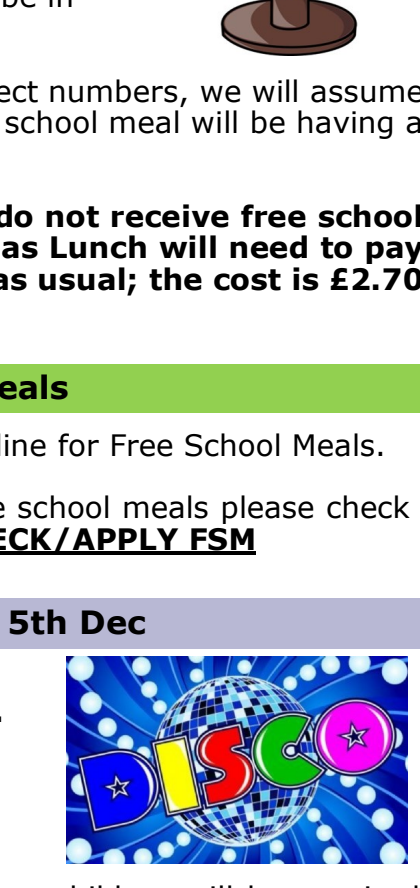 be in
ect numbers, we will assume
school meal will be having a
do not receive free school
as Lunch will need to pay
as usual; the cost is £2.70
eals
line for Free School Meals.
e school meals please check
ECK/APPLY FSM
5th Dec
DISCO